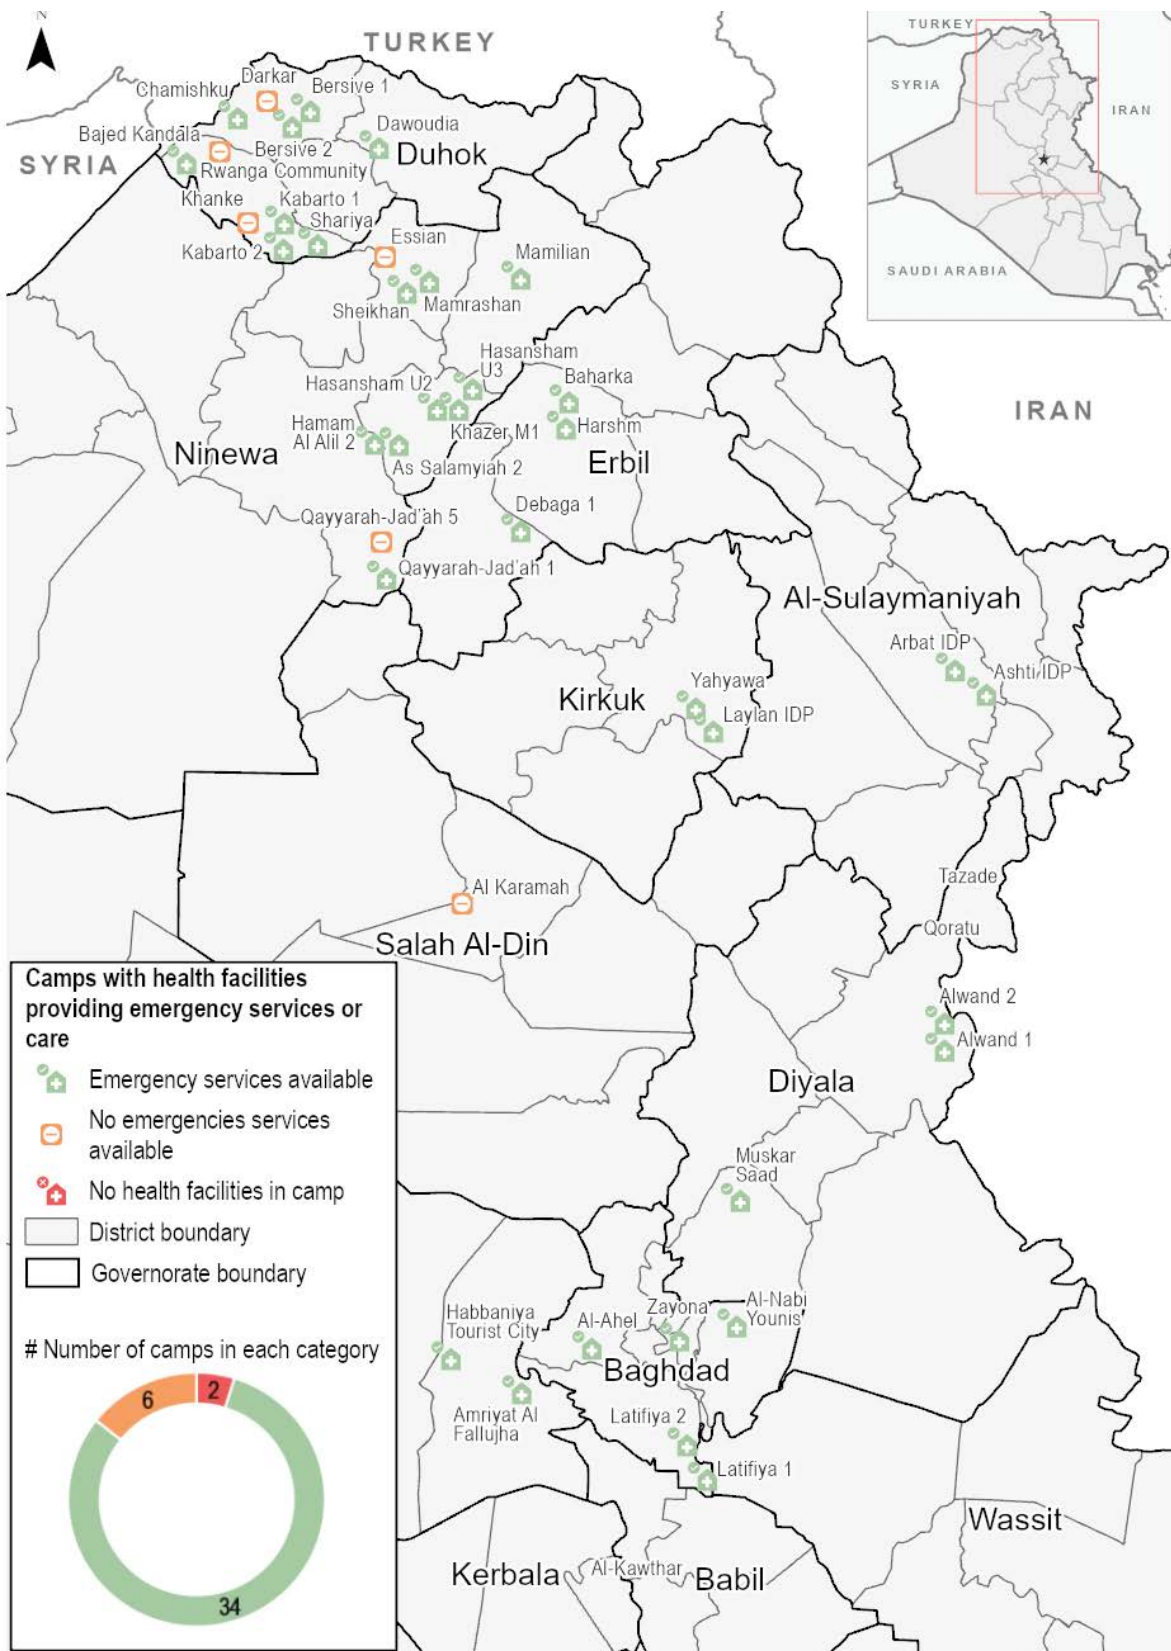 N
TURKEY
TURKEY
SYRIA
IRAN
SAUDI ARABIA
Darkar
Bersive 1
Chamishku
Dawoudia
Bajed Kandala
Bersive 2
Duhok
SYRIA
Rwanga Community
Khanke
Kabarto 1
Shariya
Essian
Kabarto 2
Mamilian
Sheikhan
Mamrashan
Hasansham
U3
Hasansham U2
Baharka
IRAN
Hamam
Al Alil 2
Khazer M1
Harshm
Ninewa
As Salamyiah 2
Erbil
Debaga 1
Qayyarah-Jad'ah 5
Qayyarah-Jad'ah 1
Al-Sulaymaniyah
Arbat IDP
Ashti IDP
Yahyawa
Kirkuk
Laylan IDP
Tazade
Al Karamah
Qoratu
Salah Al-Din
Alwand 2
Alwand 1
Diyala
Muskar
Saad
Habbaniya
Tourist City
Al-Ahel
Zayona
Al-Nabi
Younis
Baghdad
Amriyat Al
Fallujha
Latifiya 2
Latifiya 1
Wassit
Kerbala
Al-Kawthar
Babil
Camps with health facilities
providing emergency services or
care
Emergency services available
No emergencies services
available
No health facilities in camp
District boundary
Governorate boundary
# Number of camps in each category
6
2
34